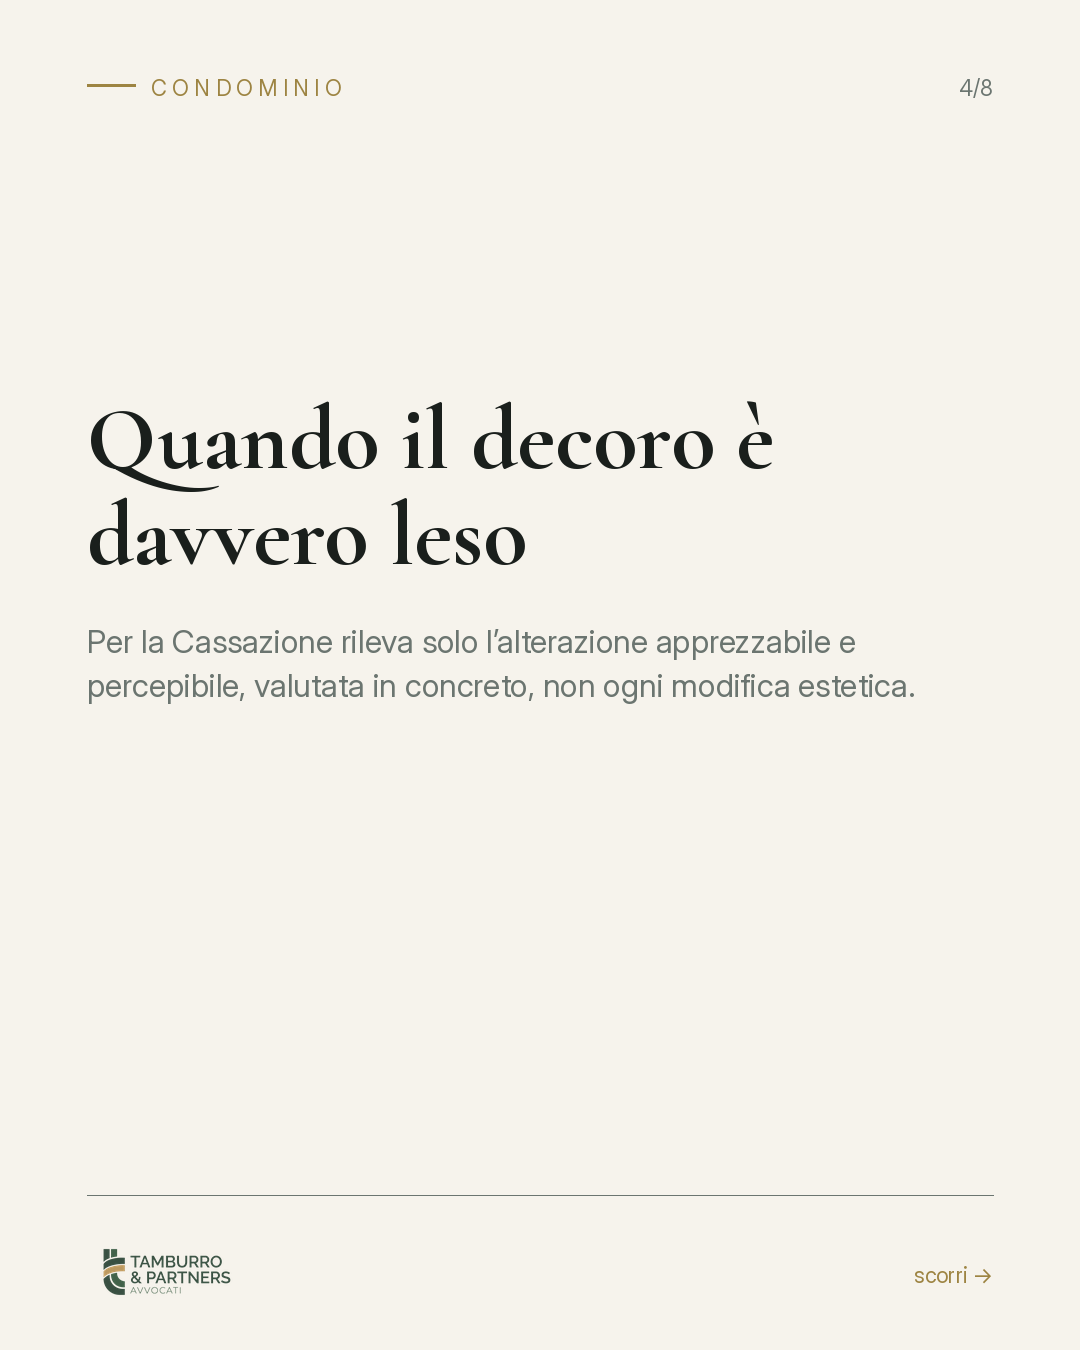 CONDOMINIO
4/8
Quando il decoro è
davvero leso
Per la Cassazione rileva solo l’alterazione apprezzabile e
percepibile, valutata in concreto, non ogni modifica estetica.
TAMBURRO
& PARTNERS
AVVOCATI
scorri →